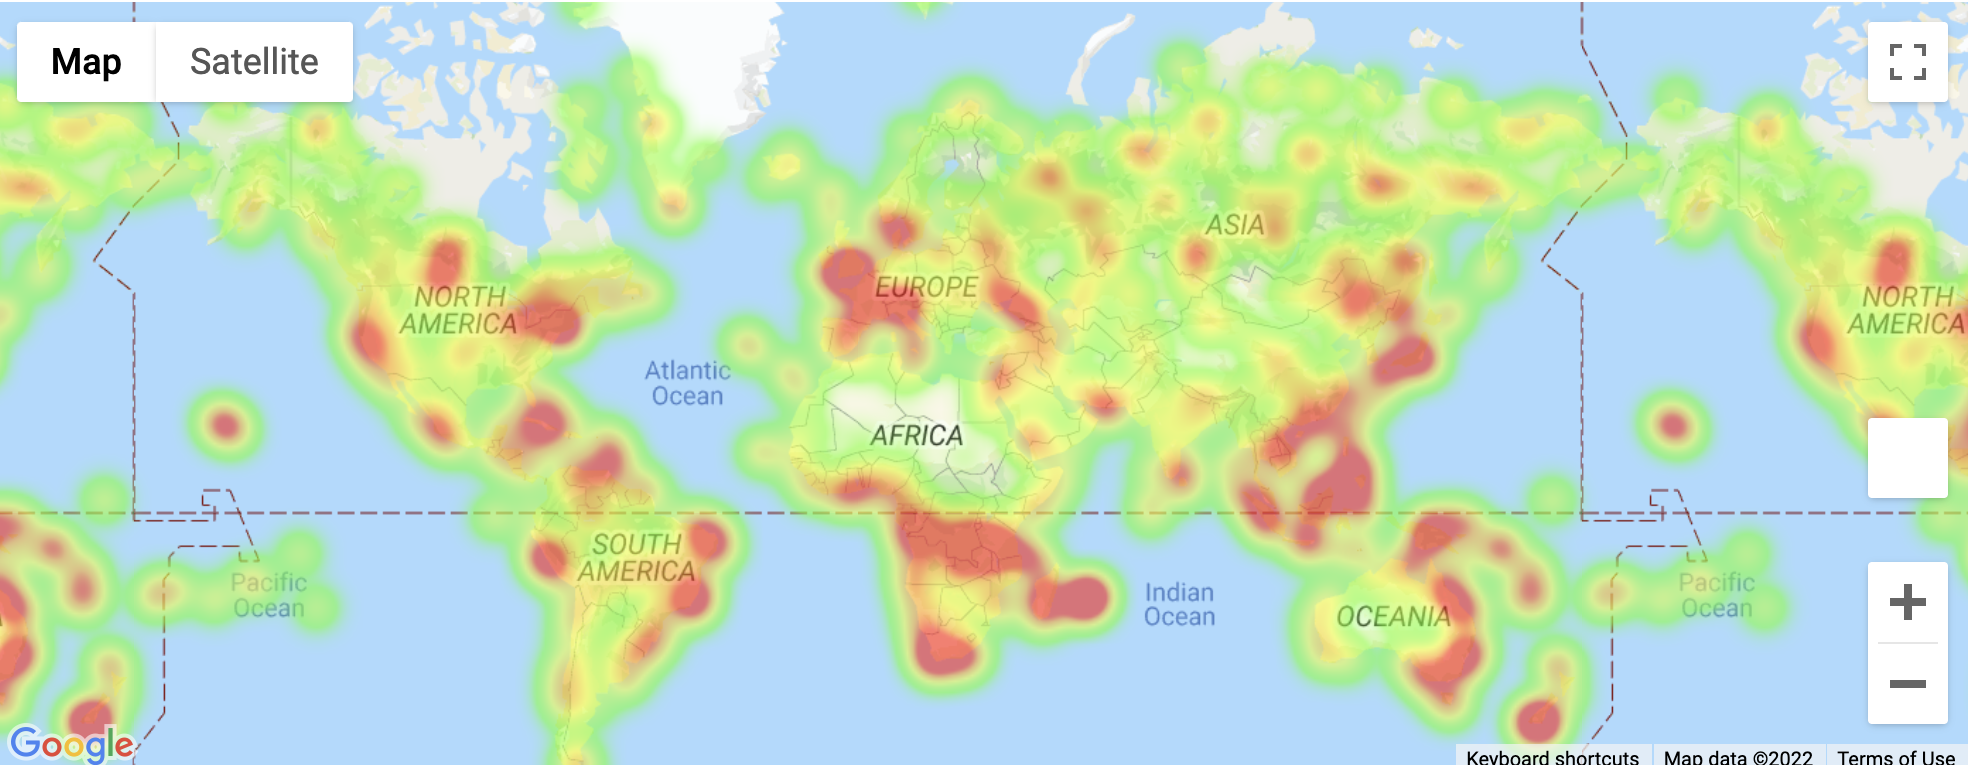 Map
Satellite
ASIA
EUROPE
NORTH
AMERICA
NORTH
AMERICA
Atlantic
Ocean
AFRICA
SOUTH
AMERICA
Pacific
Ocean
Indian
Ocean
OCEANIA
Pacific
Ocean
Google
Keyboard shortcuts
Map data ©2022
Terms of Use